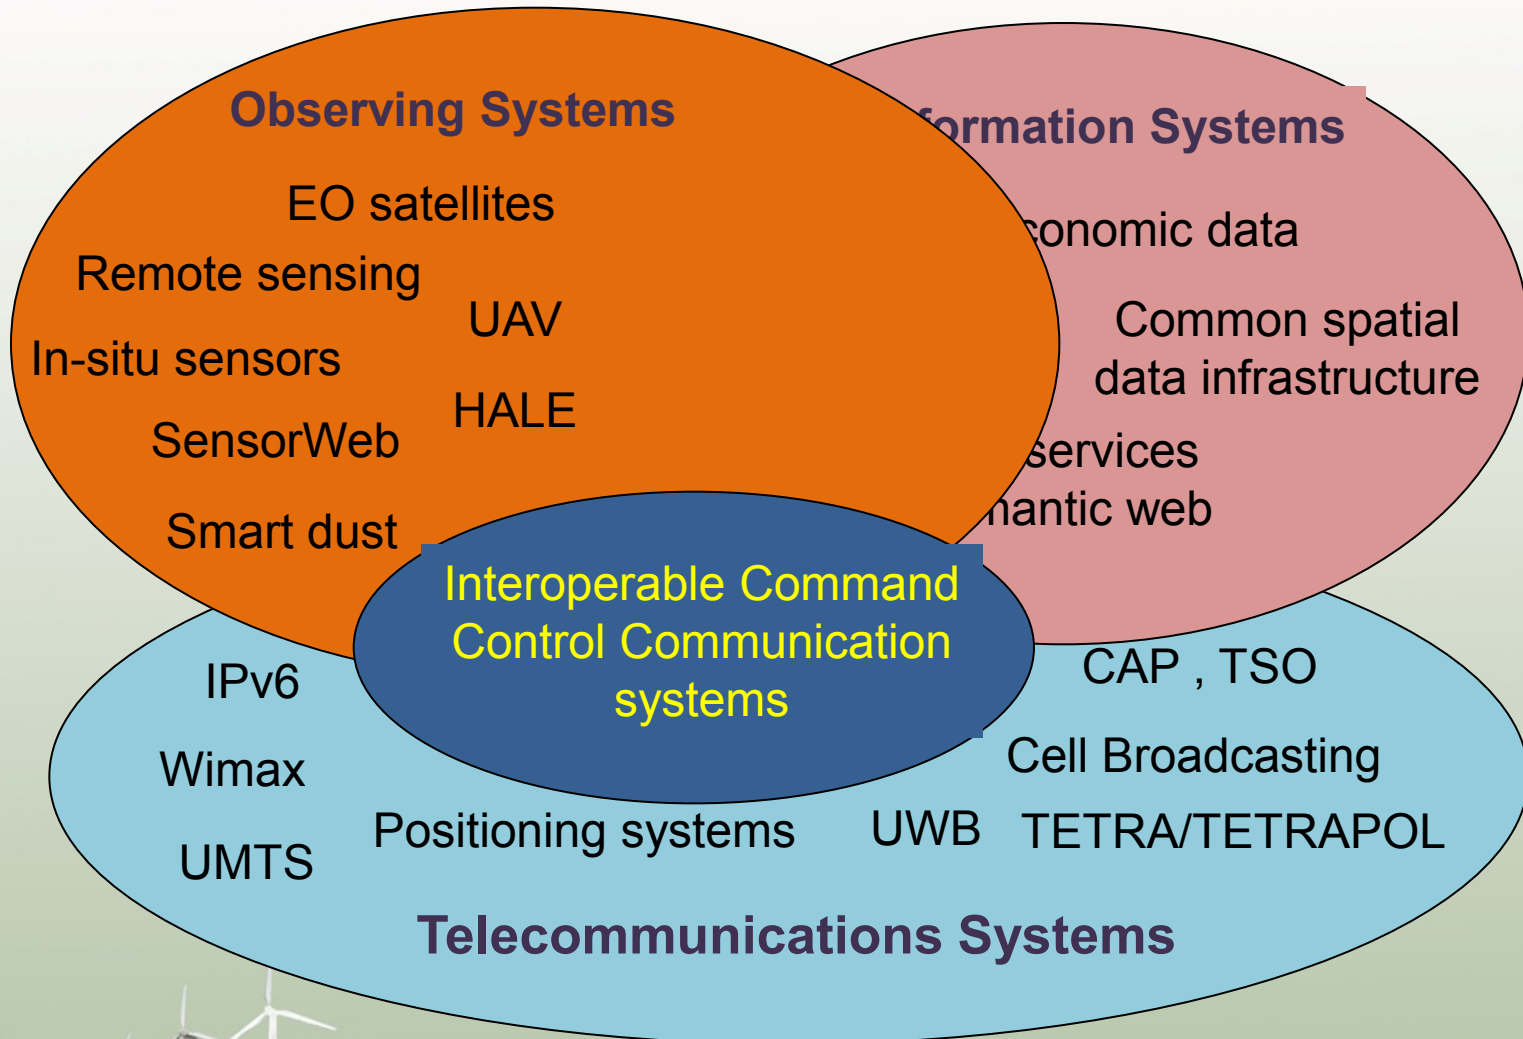 Observing Systems
EO satellites
Remote sensing
UAV
In-situ sensors
HALE
SensorWeb
Smart dust
formation Systems
conomic data
Common spatial
data infrastructure
services
mantic web
Interoperable Command
Control Communication
systems
IPv6
CAP , TSO
Wimax
Cell Broadcasting
Positioning systems
UWB
TETRA/TETRAPOL
UMTS
Telecommunications Systems